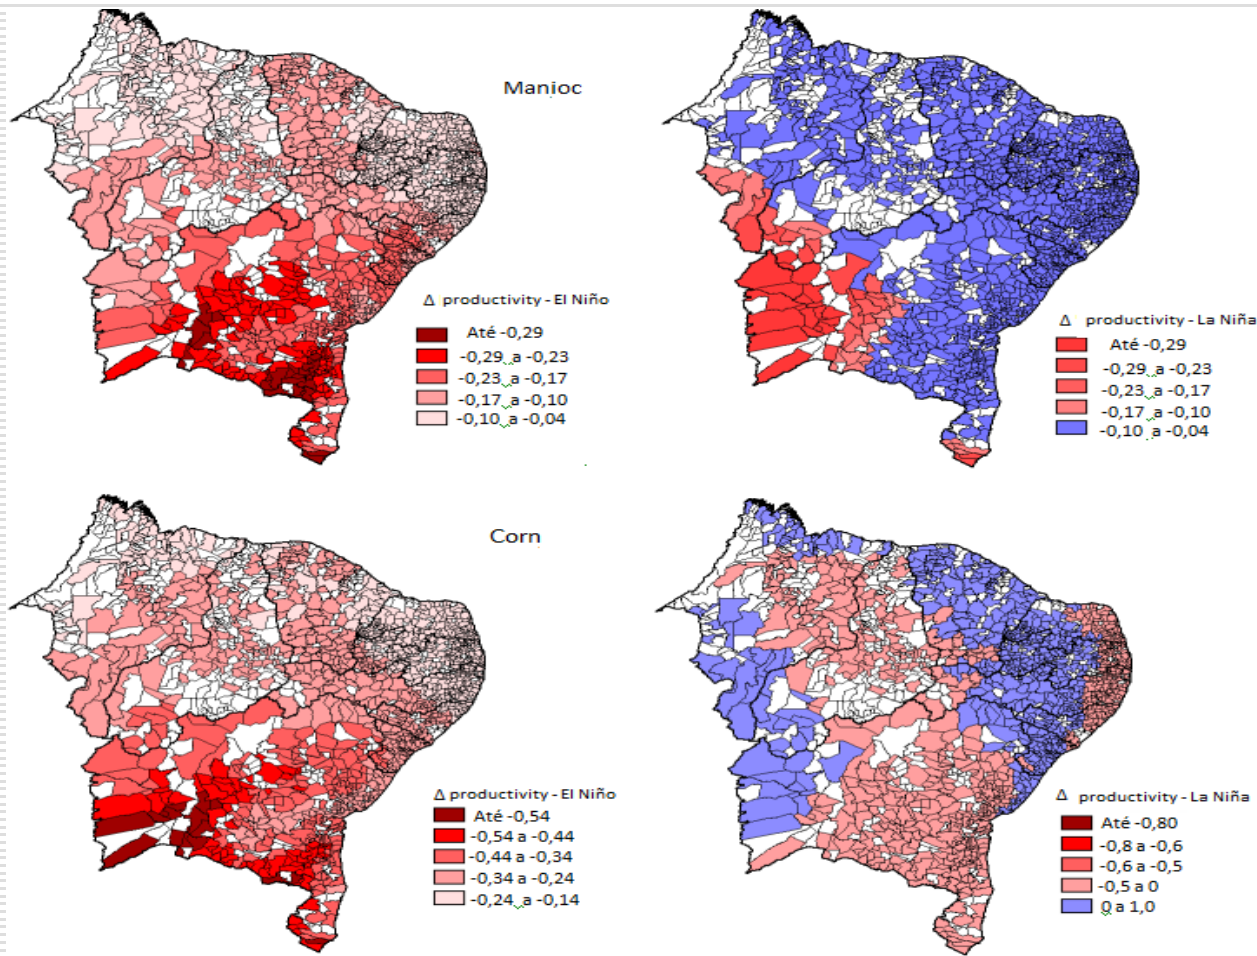 Manioc
Δ productivity - El Niño
Até -0,29
-0,29 a -0,23
-0,23 a -0,17
-0,17 a -0,10
-0,10 a -0,04
Δ productivity - La Niña
Até -0,29
-0,29 a -0,23
-0,23 a -0,17
-0,17 a -0,10
-0,10 a -0,04
Corn
Δ productivity - El Niño
Até -0,54
-0,54 a -0,44
-0,44 a -0,34
-0,34 a -0,24
-0,24 a -0,14
Δ productivity - La Niña
Até -0,80
-0,8 a -0,6
-0,6 a -0,5
-0,5 a 0
0 a 1,0